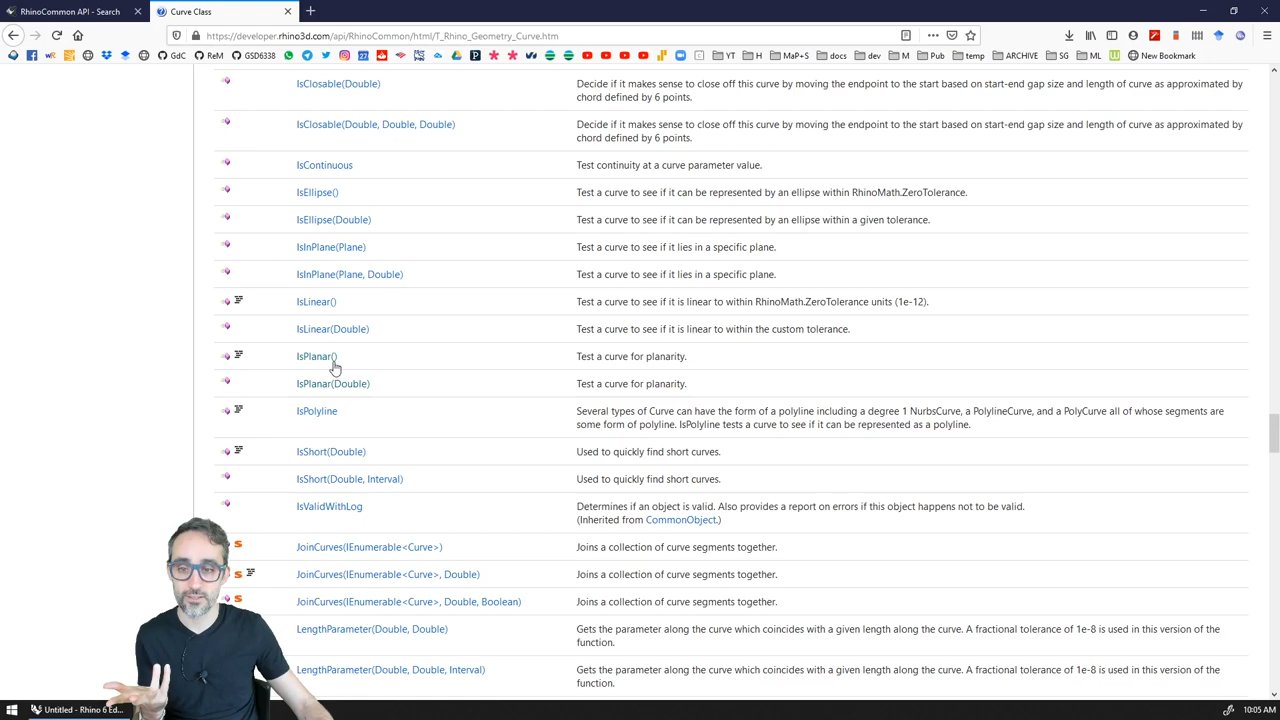 RhinoCommon API - Search
Curve Class
https://developer.rhino3d.com/api/RhinoCommon/html/T_Rhino_Geometry_Curve.htm
GdC
ReM
GSD6338
YT
H
MaP+S
docs
dev
Pub
temp
ARCHIVE
SG
ML
New Bookmark
IsClosable(Double)
Decide if it makes sense to close off this curve by moving the endpoint to the start based on start-end gap size and length of curve as approximated by
chord defined by 6 points.
IsClosable(Double, Double, Double)
Decide if it makes sense to close off this curve by moving the endpoint to the start based on start-end gap size and length of curve as approximated by
chord defined by 6 points.
IsContinuous
Test continuity at a curve parameter value.
IsEllipse()
Test a curve to see if it can be represented by an ellipse within RhinoMath.ZeroTolerance.
IsEllipse(Double)
Test a curve to see if it can be represented by an ellipse within a given tolerance.
IsInPlane(Plane)
Test a curve to see if it lies in a specific plane.
IsInPlane(Plane, Double)
Test a curve to see if it lies in a specific plane.
IsLinear()
Test a curve to see if it is linear to within RhinoMath.ZeroTolerance units (1e-12).
IsLinear(Double)
Test a curve to see if it is linear to within the custom tolerance.
IsPlanar()
Test a curve for planarity.
IsPlanar(Double)
Test a curve for planarity.
IsPolyline
Several types of Curve can have the form of a polyline including a degree 1 NurbsCurve, a PolylineCurve, and a PolyCurve all of whose segments are
some form of polyline. IsPolyline tests a curve to see if it can be represented as a polyline.
IsShort(Double)
Used to quickly find short curves.
IsShort(Double, Interval)
Used to quickly find short curves.
IsValidWithLog
Determines if an object is valid. Also provides a report on errors if this object happens not to be valid.
(Inherited from CommonObject.)
JoinCurves(IEnumerable<Curve>)
Joins a collection of curve segments together.
JoinCurves(IEnumerable<Curve>, Double)
Joins a collection of curve segments together.
JoinCurves(IEnumerable<Curve>, Double, Boolean)
Joins a collection of curve segments together.
LengthParameter(Double, Double)
Gets the parameter along the curve which coincides with a given length along the curve. A fractional tolerance of 1e-8 is used in this version of the
function.
LengthParameter(Double, Double, Interval)
Gets the parameter along the curve which coincides with a given length along the curve. A fractional tolerance of 1e-8 is used in this version of the
function.
Untitled - Rhino 6 Ed...
10:05 AM